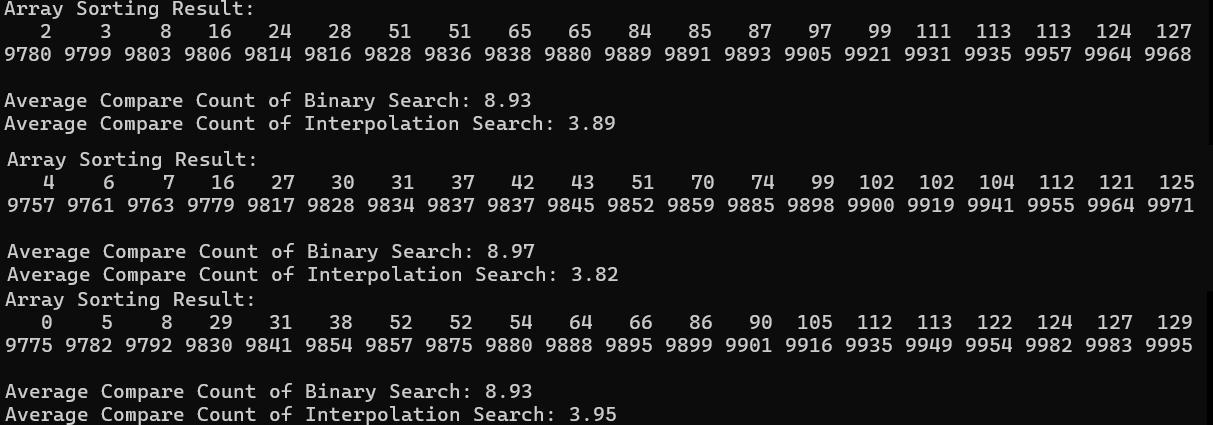 Array Sorting Result:
2 3 8 16 24 28 51 51 65 65 84 85 87 97 99 111 113 113 124 127
9780 9799 9803 9806 9814 9816 9828 9836 9838 9880 9889 9891 9893 9905 9921 9931 9935 9957 9964 9968
Average Compare Count of Binary Search: 8.93
Average Compare Count of Interpolation Search: 3.89
Array Sorting Result:
4 6 7 16 27 30 31 37 42 43 51 70 74 99 102 102 104 112 121 125
9757 9761 9763 9779 9817 9828 9834 9837 9837 9845 9852 9859 9885 9898 9900 9919 9941 9955 9964 9971
Average Compare Count of Binary Search: 8.97
Average Compare Count of Interpolation Search: 3.82
Array Sorting Result:
0 5 8 29 31 38 52 52 54 64 66 86 90 105 112 113 122 124 127 129
9775 9782 9792 9830 9841 9854 9857 9875 9880 9888 9895 9899 9901 9916 9935 9949 9954 9982 9983 9995
Average Compare Count of Binary Search: 8.93
Average Compare Count of Interpolation Search: 3.95